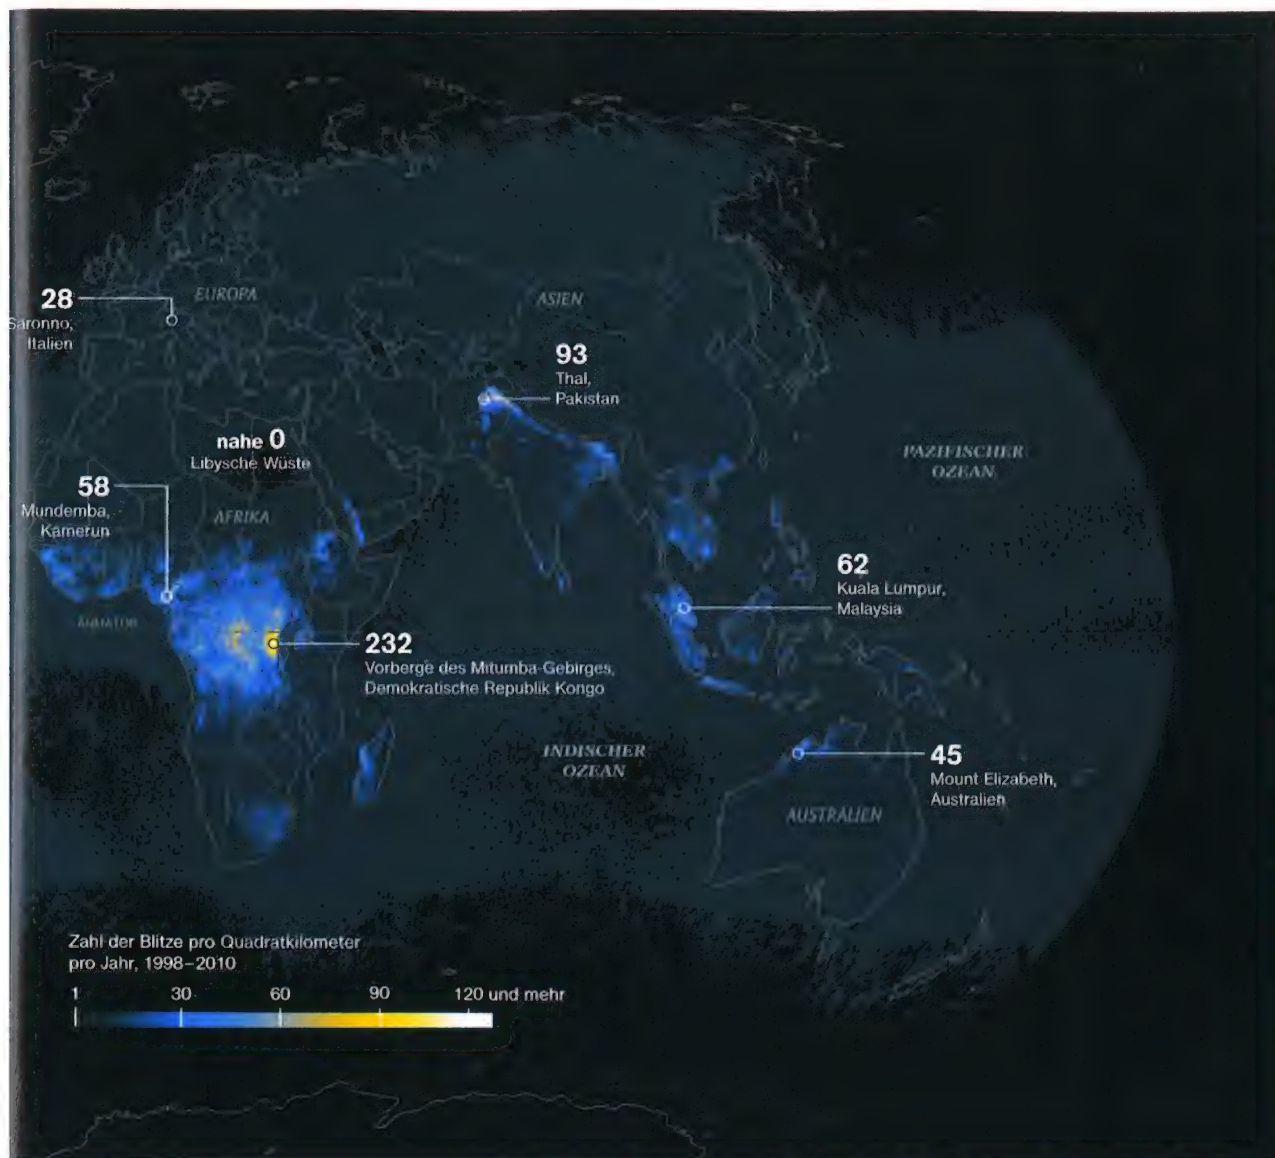 EUROPA
ASIEN
28
Saronno,
Italien
93
Thal,
Pakistan
nahe 0
Libysche Wüste
PAZIFISCHER
OZEAN
58
Mundemba,
Kamerun
AFRIKA
62
Kuala Lumpur,
Malaysia
ÄQUATOR
232
Vorberge des Mitumba-Gebirges,
Demokratische Republik Kongo
INDISCHER
OZEAN
45
Mount Elizabeth,
Australien
AUSTRALIEN
Zahl der Blitze pro Quadratkilometer
pro Jahr, 1998–2010
1 30 60 90 120 und mehr